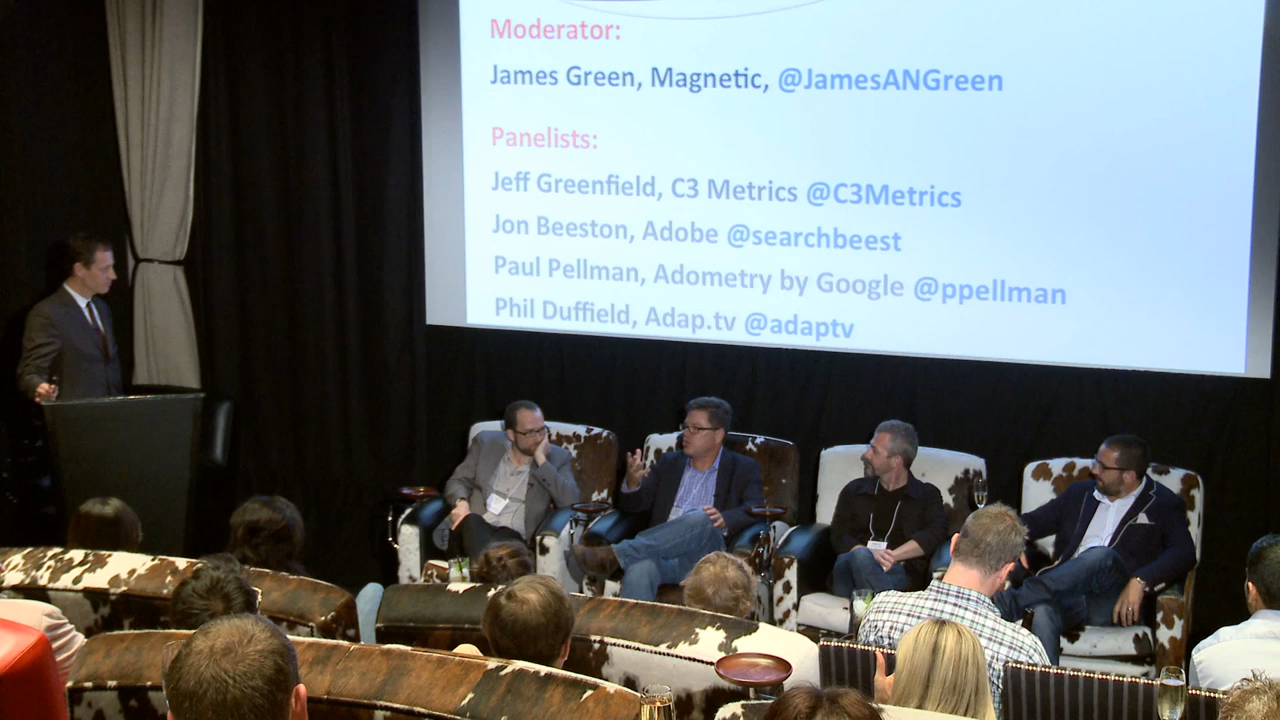 Moderator:
James Green, Magnetic, @JamesANGreen
Panelists:
Jeff Greenfield, C3 Metrics @C3Metrics
Jon Beeston, Adobe @searchbeest
Paul Pellman, Adometry by Google @ppellman
Phil Duffield, Adap.tv @adaptv